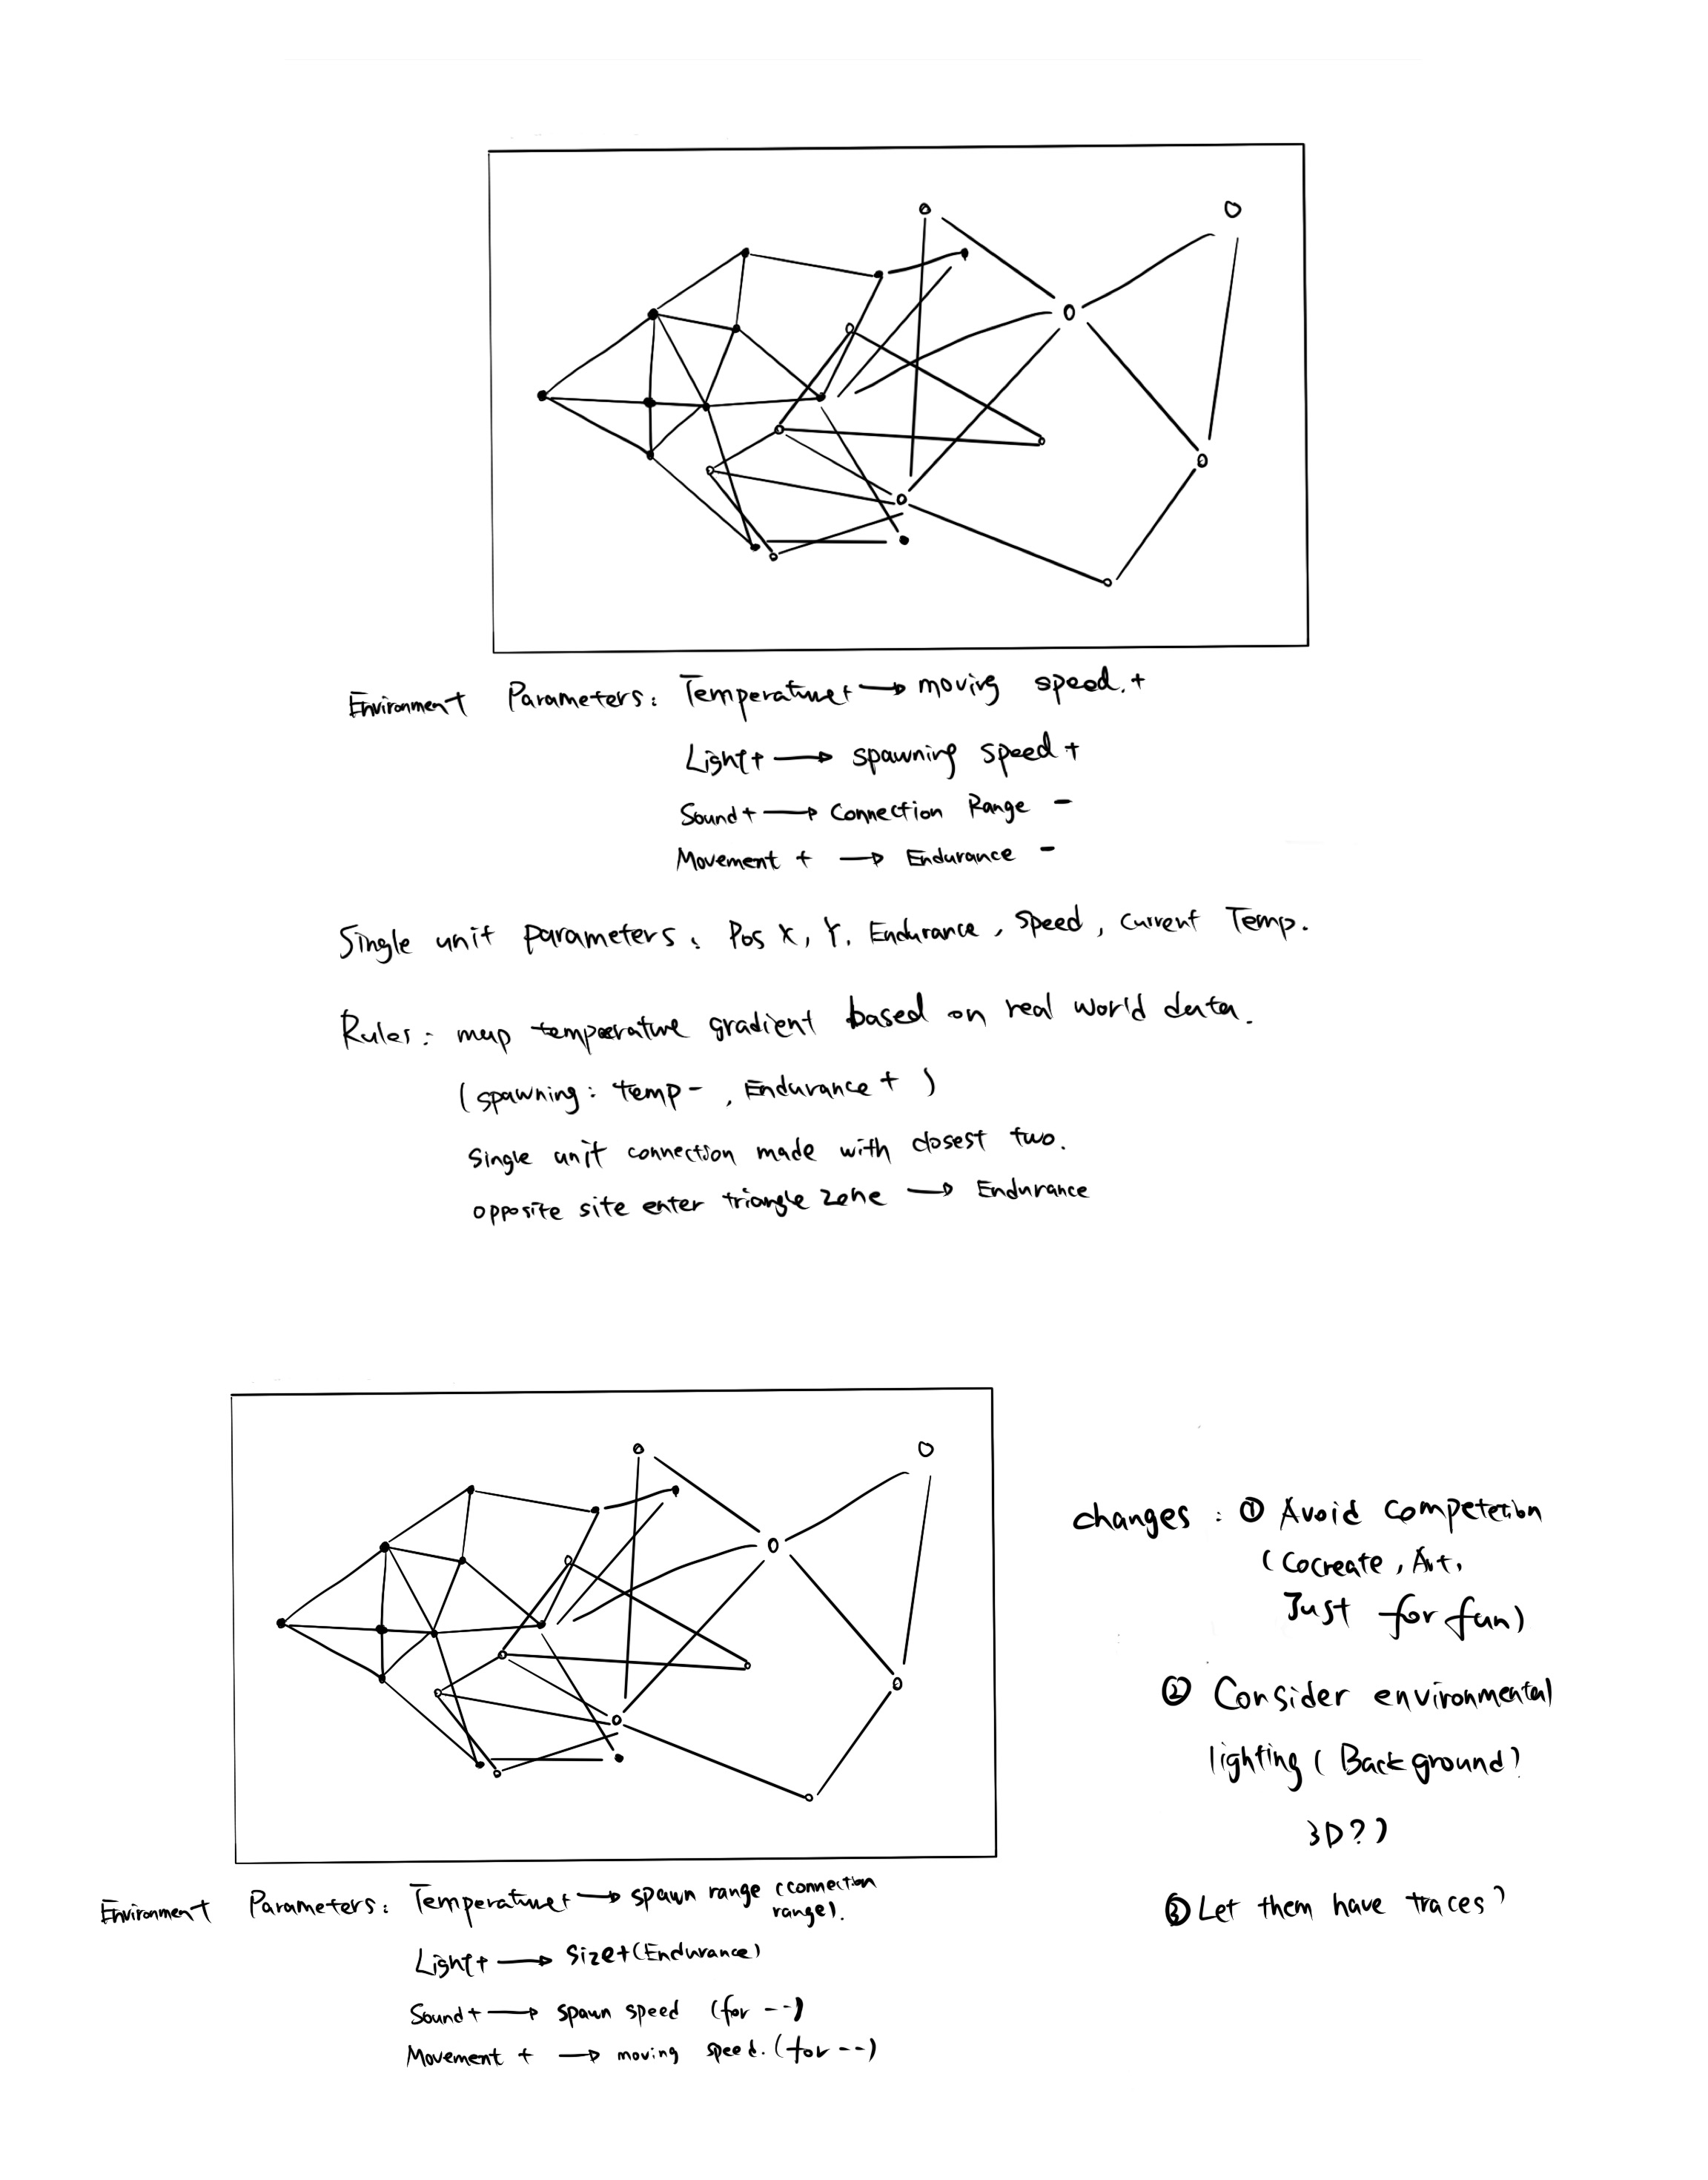 Environment Parameters: Temperature+ → moving speed. +
Light+ → spawning speed +
Sound + → Connection Range -
Movement + → Endurance -
Single unit parameters: Pos X, Y, Endurance, Speed, Current Temp.
Rules: map temperature gradient based on real world data.
(spawning: temp- , Endurance + )
Single unit connection made with closest two.
opposite site enter triangle zone → Endurance
changes: ① Avoid competetion
(Cocreate, Art,
Just for fun)
② Consider environmental
lighting (Background?
3D?)
③ Let them have traces?
Environment Parameters: Temperature+ → spawn range (connection
range).
Light+ → Size+(Endurance)
Sound + → spawn speed (for --)
Movement + → moving speed. (for --)